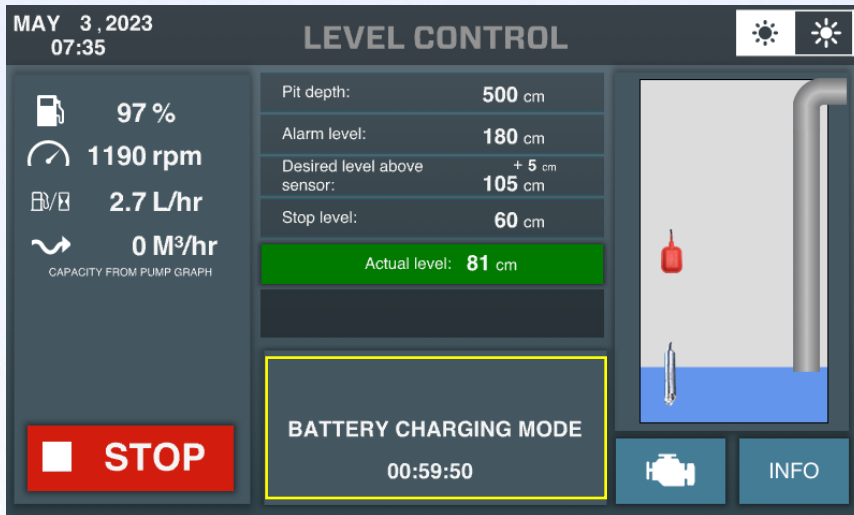 MAY 3,2023
07:35
LEVEL CONTROL
97 %
1190 rpm
2.7 L/hr
0 M³/hr
CAPACITY FROM PUMP GRAPH
STOP
Pit depth: 500 cm
Alarm level: 180 cm
Desired level above sensor: + 5 cm
105 cm
Stop level: 60 cm
Actual level: 81 cm
BATTERY CHARGING MODE
00:59:50
INFO